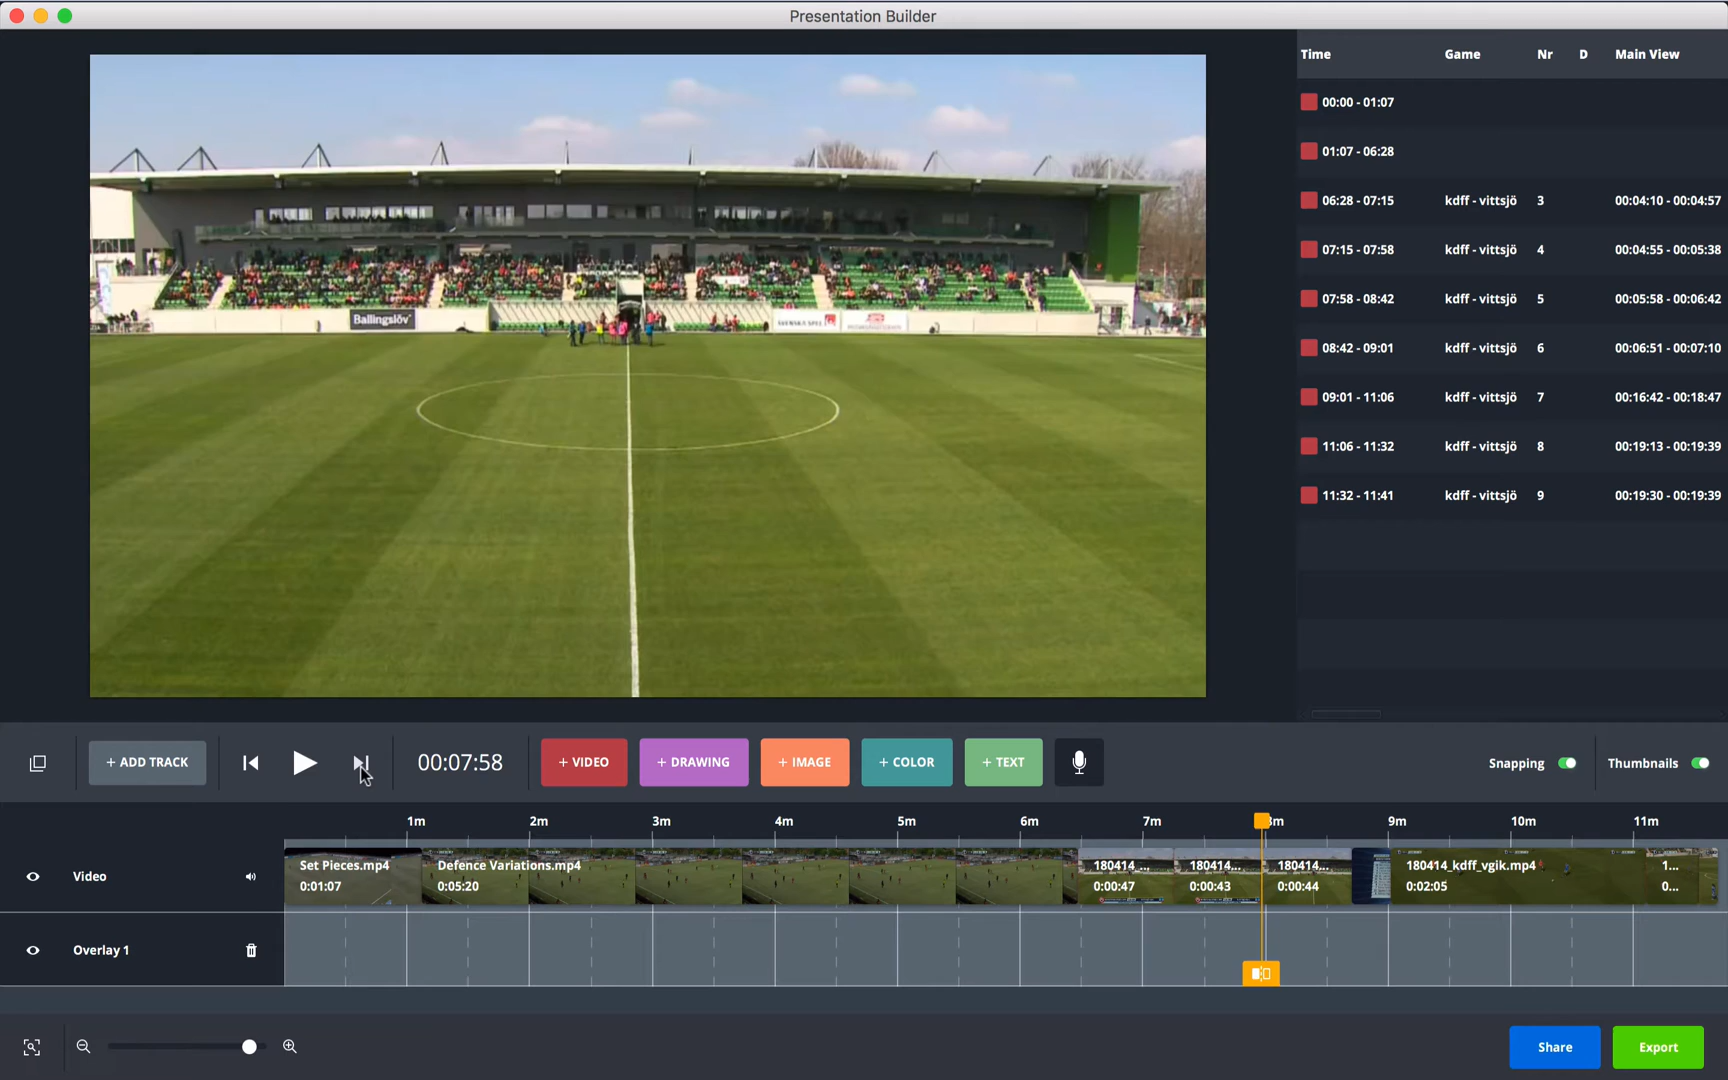 Presentation Builder
Time Game Nr D Main View
00:00 - 01:07
01:07 - 06:28
06:28 - 07:15 kdff - vittsjö 3 00:04:10 - 00:04:57
07:15 - 07:58 kdff - vittsjö 4 00:04:55 - 00:05:38
07:58 - 08:42 kdff - vittsjö 5 00:05:58 - 00:06:42
08:42 - 09:01 kdff - vittsjö 6 00:06:51 - 00:07:10
09:01 - 11:06 kdff - vittsjö 7 00:16:42 - 00:18:47
11:06 - 11:32 kdff - vittsjö 8 00:19:13 - 00:19:39
11:32 - 11:41 kdff - vittsjö 9 00:19:30 - 00:19:39
Ballingslöv
SVENSKA SPEL
+ ADD TRACK
00:07:58
+ VIDEO
+ DRAWING
+ IMAGE
+ COLOR
+ TEXT
Snapping
Thumbnails
1m 2m 3m 4m 5m 6m 7m 8m 9m 10m 11m
Video
Set Pieces.mp4
0:01:07
Defence Variations.mp4
0:05:20
180414_...
0:00:47
180414...
0:00:43
180414...
0:00:44
180414_kdff_vgik.mp4
0:02:05
1...
0...
Overlay 1
Share
Export